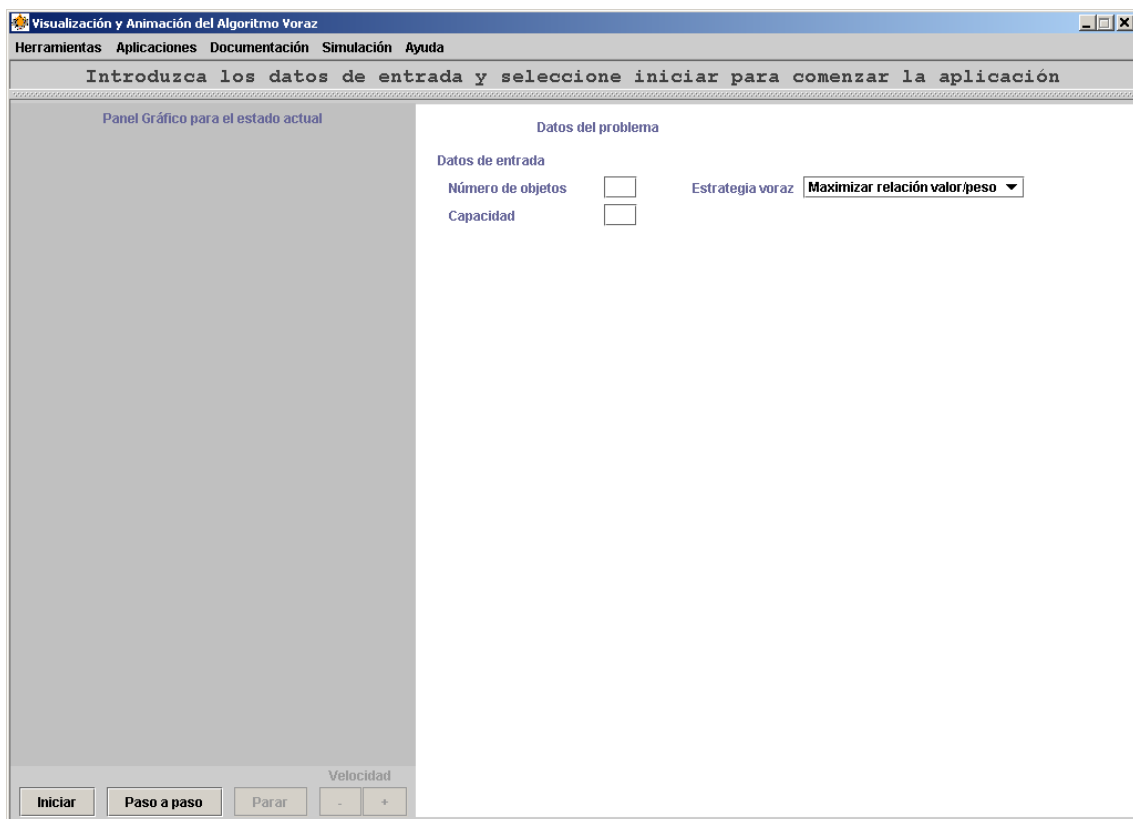 Visualización y Animación del Algoritmo Voraz
Herramientas Aplicaciones Documentación Simulación Ayuda
Introduzca los datos de entrada y seleccione iniciar para comenzar la aplicación
Panel Gráfico para el estado actual
Datos del problema
Datos de entrada
Número de objetos
Estrategia voraz Maximizar relación valor/peso
Capacidad
Velocidad
Iniciar Paso a paso Parar - +